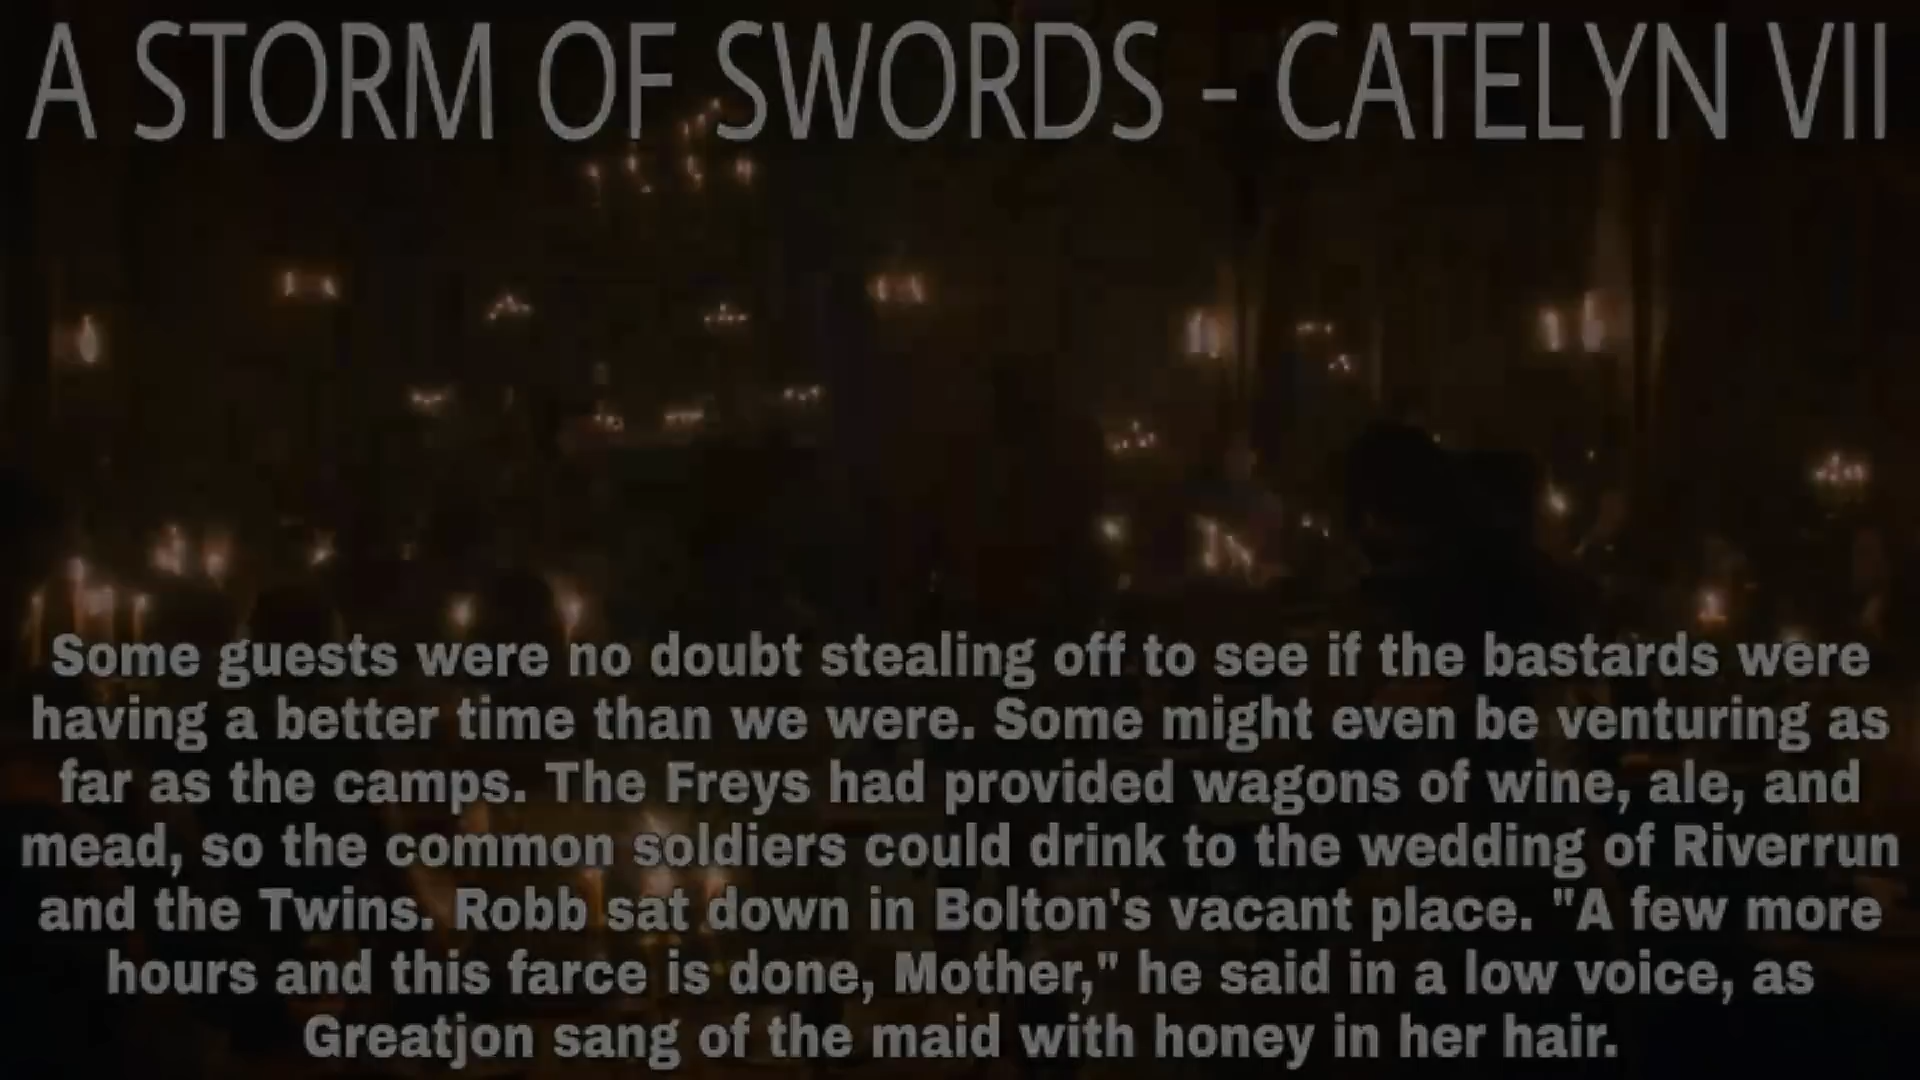 A STORM OF SWORDS - CATELYN VII
Some guests were no doubt stealing off to see if the bastards were
having a better time than we were. Some might even be venturing as
far as the camps. The Freys had provided wagons of wine, ale, and
mead, so the common soldiers could drink to the wedding of Riverrun
and the Twins. Robb sat down in Bolton's vacant place. "A few more
hours and this farce is done, Mother," he said in a low voice, as
Greatjon sang of the maid with honey in her hair.